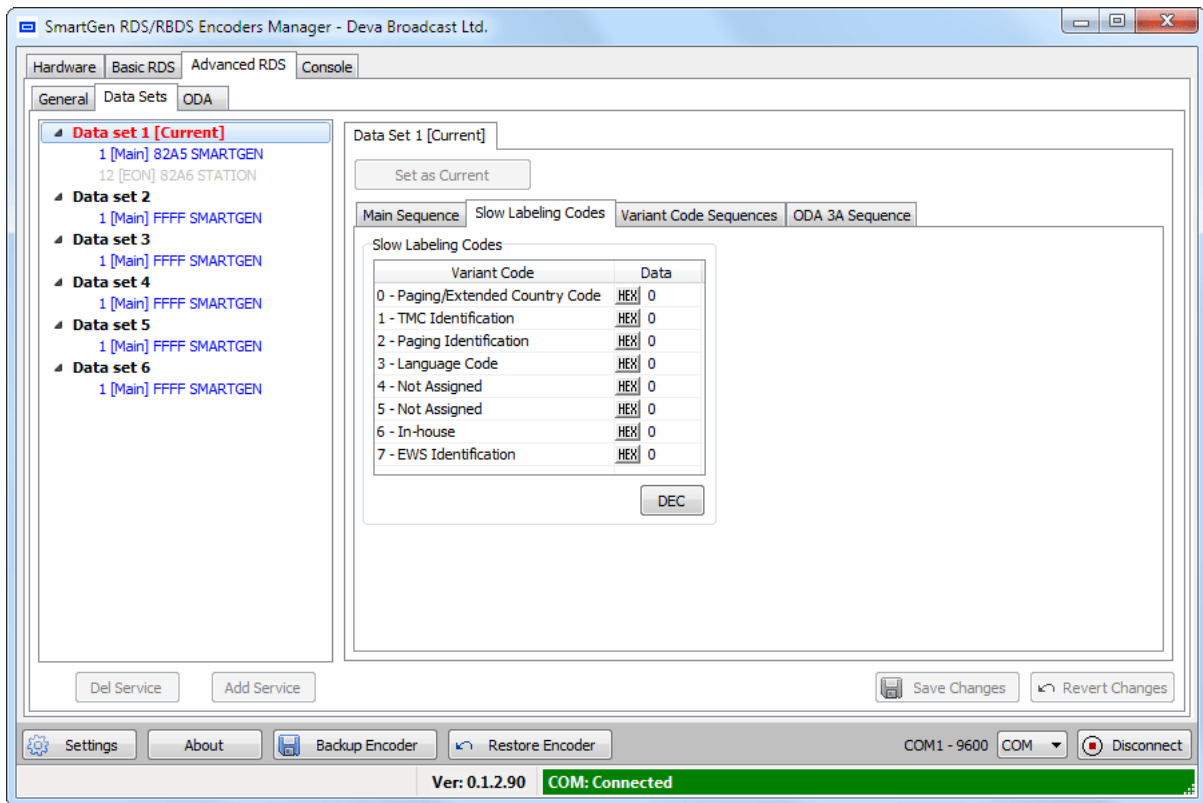 SmartGen RDS/RBDS Encoders Manager - Deva Broadcast Ltd.
Hardware Basic RDS Advanced RDS Console
General Data Sets ODA
Data set 1 [Current]
1 [Main] 82A5 SMARTGEN
12 [EON] 82A6 STATION
Data set 2
1 [Main] FFFF SMARTGEN
Data set 3
1 [Main] FFFF SMARTGEN
Data set 4
1 [Main] FFFF SMARTGEN
Data set 5
1 [Main] FFFF SMARTGEN
Data set 6
1 [Main] FFFF SMARTGEN
Data Set 1 [Current]
Set as Current
Main Sequence Slow Labeling Codes Variant Code Sequences ODA 3A Sequence
Slow Labeling Codes
Variant Code Data
0 - Paging/Extended Country Code HEX 0
1 - TMC Identification HEX 0
2 - Paging Identification HEX 0
3 - Language Code HEX 0
4 - Not Assigned HEX 0
5 - Not Assigned HEX 0
6 - In-house HEX 0
7 - EWS Identification HEX 0
DEC
Del Service Add Service Save Changes Revert Changes
Settings About Backup Encoder Restore Encoder COM1 - 9600 COM Disconnect
Ver: 0.1.2.90 COM: Connected